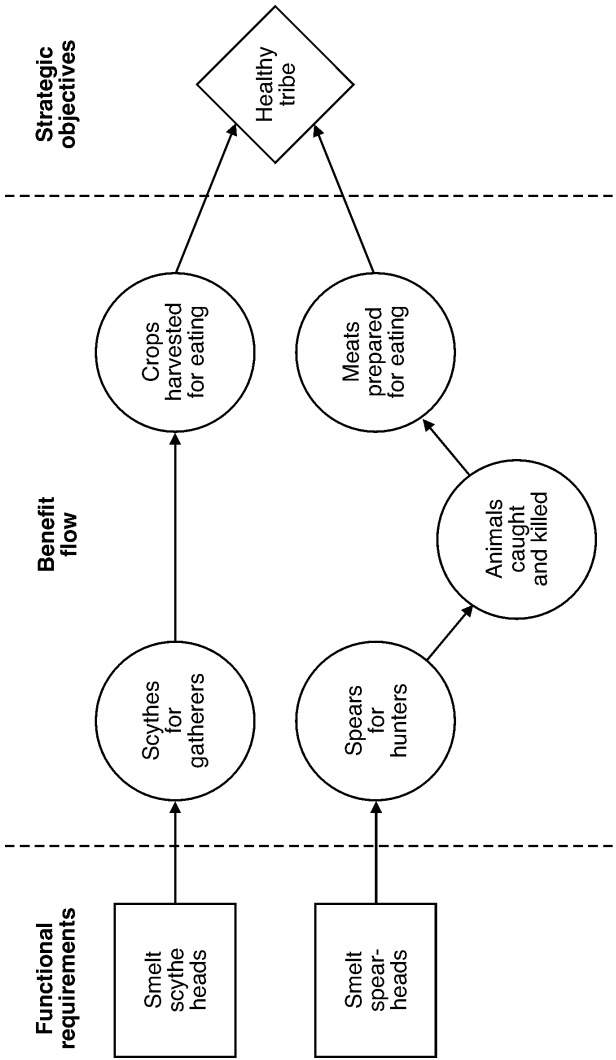 Functional
requirements
Benefit
flow
Strategic
objectives
Smelt
scythe
heads
Scythes
for
gatherers
Crops
harvested
for eating
Healthy
tribe
Smelt
spear-
heads
Spears
for
hunters
Animals
caught
and killed
Meats
prepared
for eating